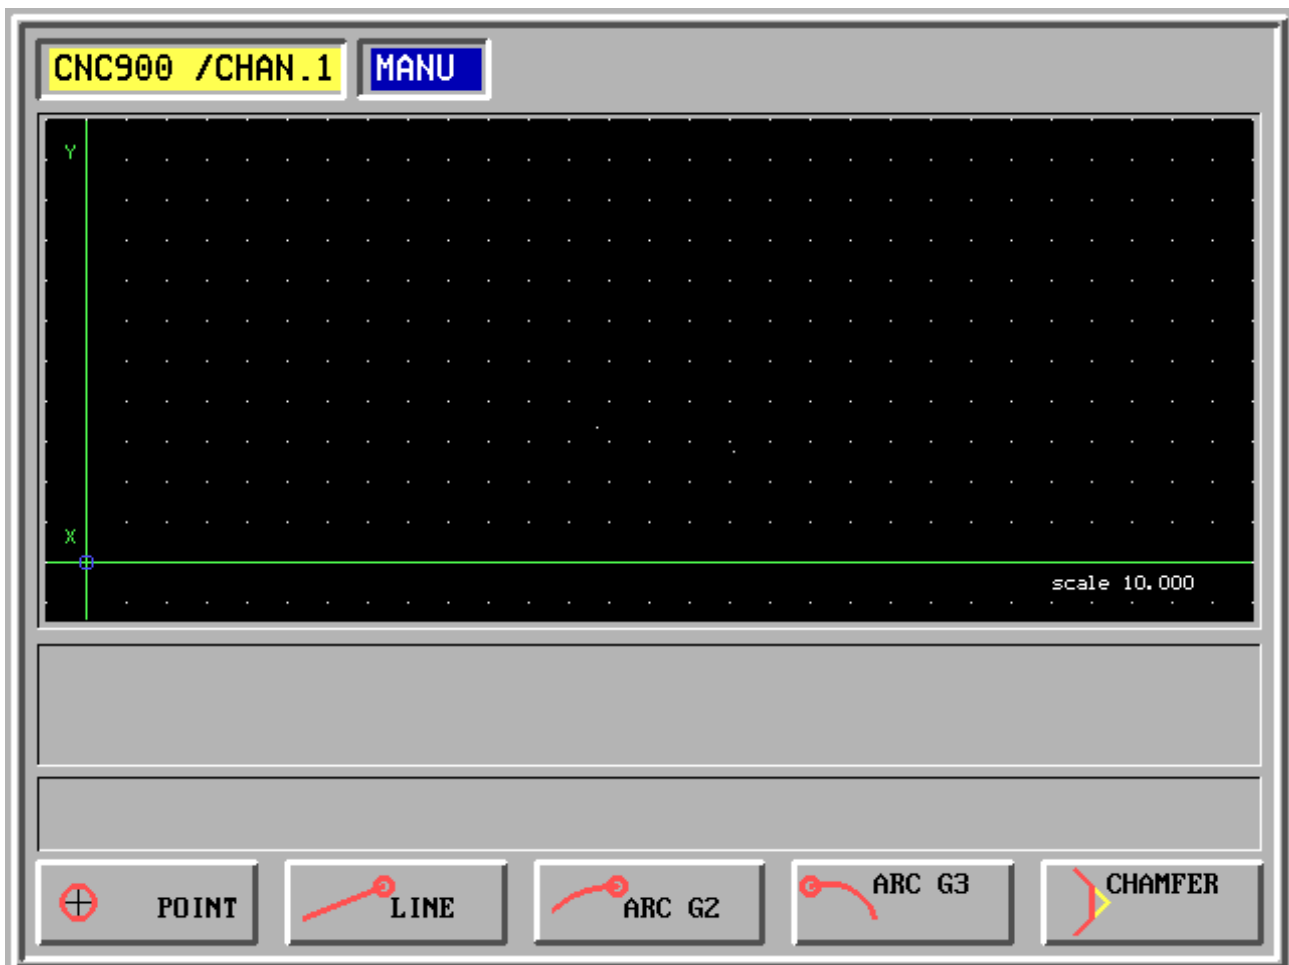 CNC900 /CHAN.1 MANU
Y
X
scale 10.000
POINT LINE ARC G2 ARC G3 CHAMFER